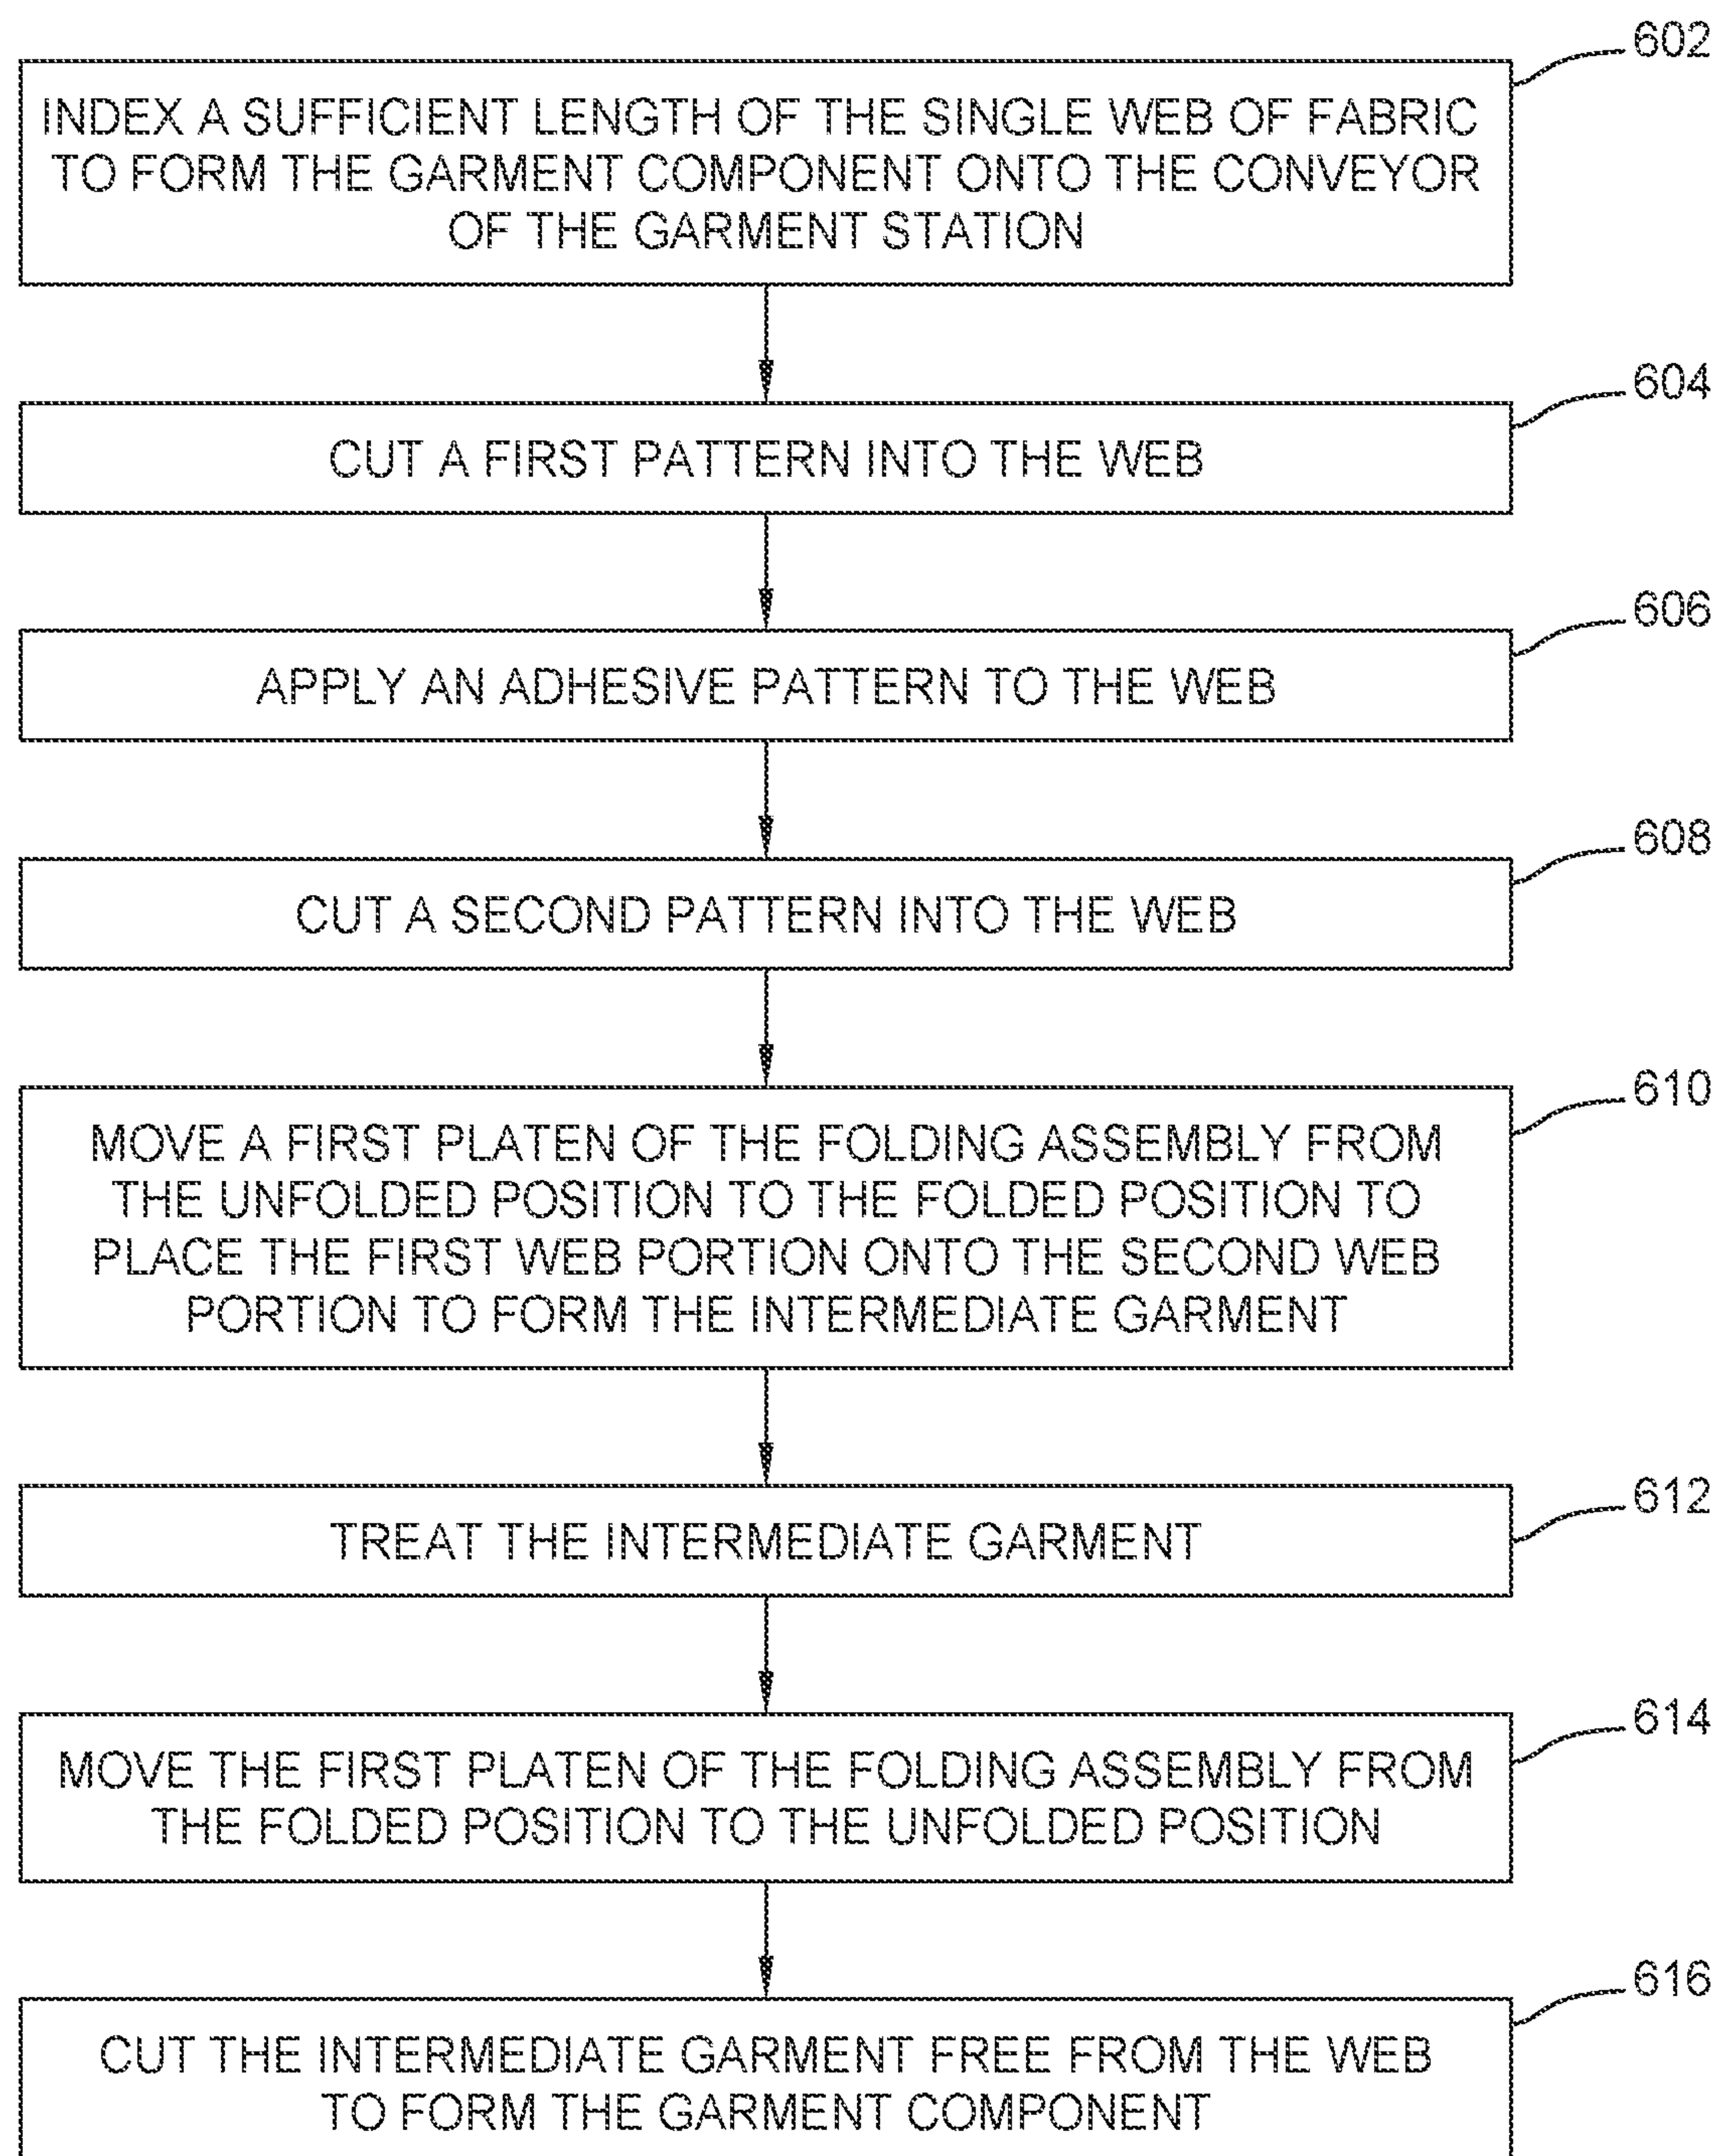 602
INDEX A SUFFICIENT LENGTH OF THE SINGLE WEB OF FABRIC
TO FORM THE GARMENT COMPONENT ONTO THE CONVEYOR
OF THE GARMENT STATION
604
CUT A FIRST PATTERN INTO THE WEB
606
APPLY AN ADHESIVE PATTERN TO THE WEB
608
CUT A SECOND PATTERN INTO THE WEB
610
MOVE A FIRST PLATEN OF THE FOLDING ASSEMBLY FROM
THE UNFOLDED POSITION TO THE FOLDED POSITION TO
PLACE THE FIRST WEB PORTION ONTO THE SECOND WEB
PORTION TO FORM THE INTERMEDIATE GARMENT
612
TREAT THE INTERMEDIATE GARMENT
614
MOVE THE FIRST PLATEN OF THE FOLDING ASSEMBLY FROM
THE FOLDED POSITION TO THE UNFOLDED POSITION
616
CUT THE INTERMEDIATE GARMENT FREE FROM THE WEB
TO FORM THE GARMENT COMPONENT